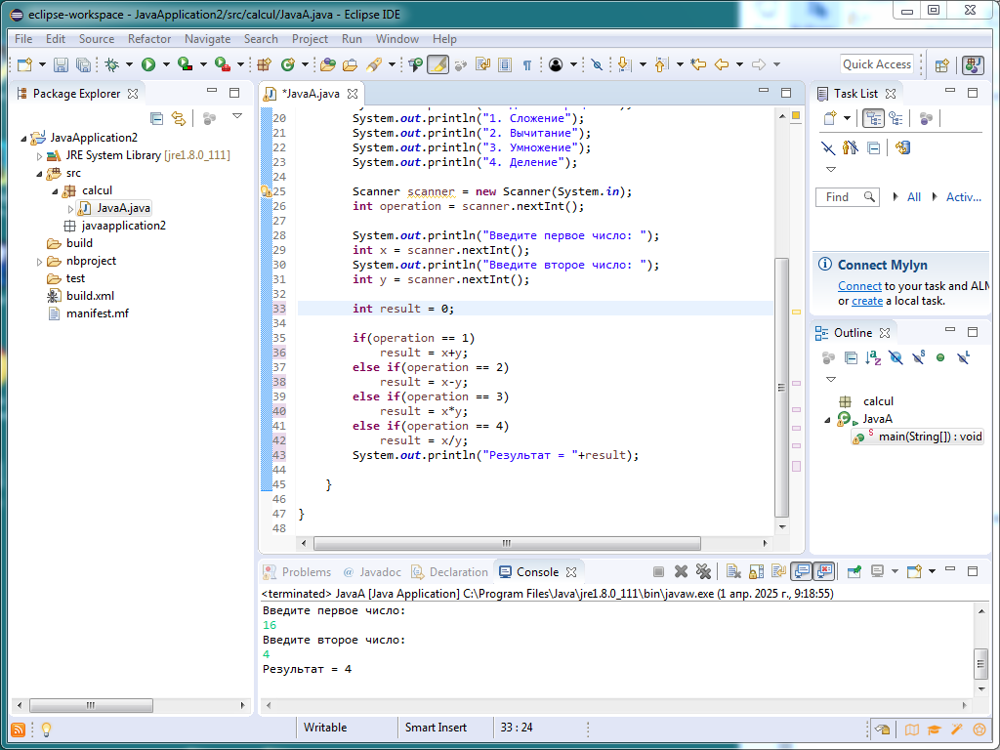 eclipse-workspace - JavaApplication2/src/calcul/JavaA.java - Eclipse IDE
File Edit Source Refactor Navigate Search Project Run Window Help
Quick Access
Package Explorer
JavaApplication2
JRE System Library [jre1.8.0_111]
src
calcul
JavaA.java
javaapplication2
build
nbproject
test
build.xml
manifest.mf
*JavaA.java
20 System.out.println("1. Сложение");
21 System.out.println("2. Вычитание");
22 System.out.println("3. Умножение");
23 System.out.println("4. Деление");
24
25 Scanner scanner = new Scanner(System.in);
26 int operation = scanner.nextInt();
27
28 System.out.println("Введите первое число: ");
29 int x = scanner.nextInt();
30 System.out.println("Введите второе число: ");
31 int y = scanner.nextInt();
32
33 int result = 0;
34
35 if(operation == 1)
36 result = x+y;
37 else if(operation == 2)
38 result = x-y;
39 else if(operation == 3)
40 result = x*y;
41 else if(operation == 4)
42 result = x/y;
43 System.out.println("Результат = "+result);
44
45 }
46
47 }
48
Task List
Find All Activ...
Connect Mylyn
Connect to your task and ALM
or create a local task.
Outline
calcul
JavaA
main(String[]) : void
Problems @ Javadoc Declaration Console
<terminated> JavaA [Java Application] C:\Program Files\Java\jre1.8.0_111\bin\javaw.exe (1 апр. 2025 г., 9:18:55)
Введите первое число:
16
Введите второе число:
4
Результат = 4
Writable Smart Insert 33 : 24